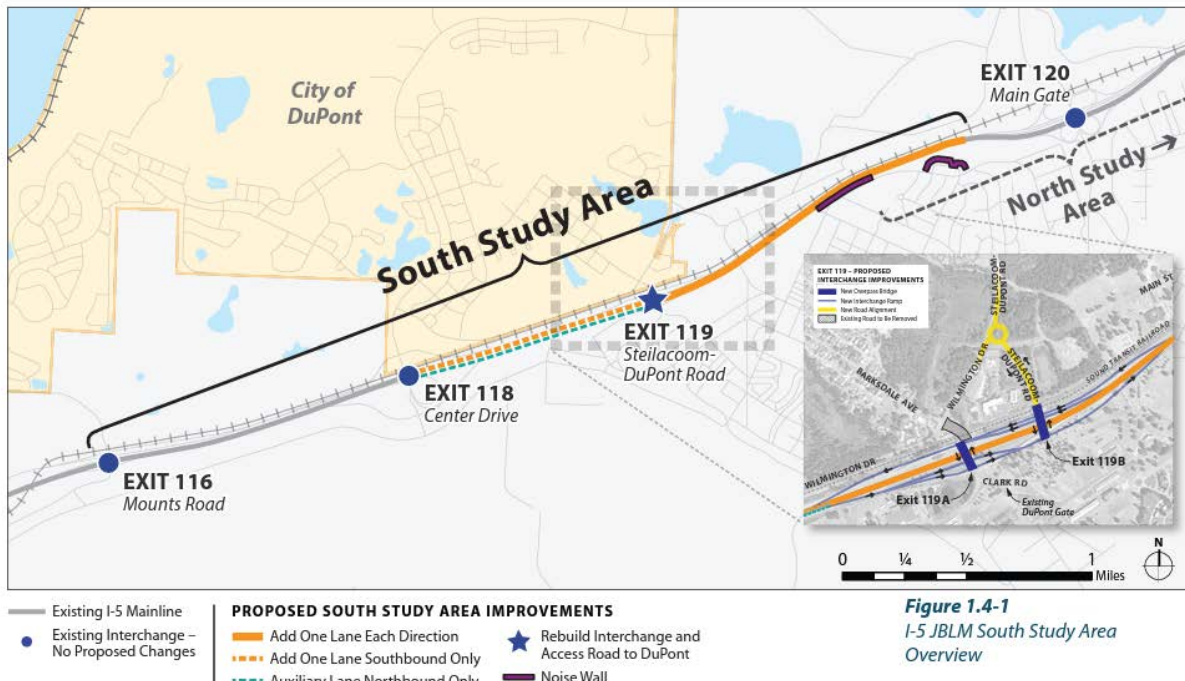 City of
DuPont
EXIT 120
Main Gate
South Study Area
North Study
Area
EXIT 119
Steilacoom-
DuPont Road
EXIT 118
Center Drive
EXIT 116
Mounts Road
EXIT 119 – PROPOSED
INTERCHANGE IMPROVEMENTS
New Overpass Bridge
New Interchange Ramp
New Road Alignment
Existing Road to Be Removed
STEILACOOM-
DUPONT RD
MAIN ST
SOUND TRANSIT RAILROAD
WILMINGTON DR
STEILACOOM-
DUPONT RD
BARKSDALE AVE
WILMINGTON DR
Exit 119B
CLARK RD
Exit 119A
Existing
DuPont Gate
0 ¼ ½ 1
Miles
N
Existing I-5 Mainline
Existing Interchange –
No Proposed Changes
PROPOSED SOUTH STUDY AREA IMPROVEMENTS
Add One Lane Each Direction
Add One Lane Southbound Only
Auxiliary Lane Northbound Only
Rebuild Interchange and
Access Road to DuPont
Noise Wall
Figure 1.4-1
I-5 JBLM South Study Area
Overview